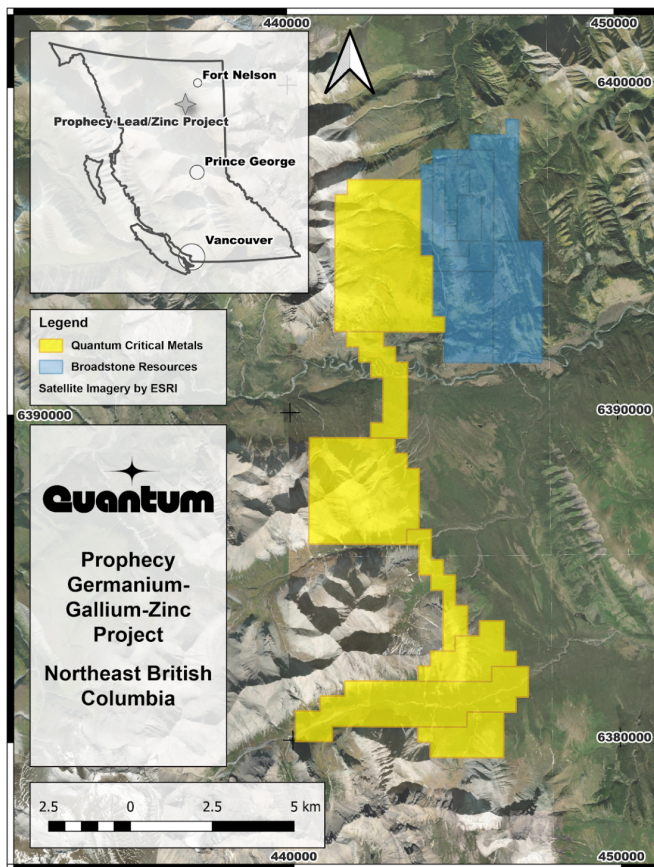 440000
450000
6400000
Fort Nelson
Prophecy Lead/Zinc Project
Prince George
Vancouver
Legend
Quantum Critical Metals
Broadstone Resources
Satellite Imagery by ESRI
6390000
6390000
Quantum
Prophecy
Germanium-
Gallium-Zinc
Project
Northeast British
Columbia
6380000
2.5 0 2.5 5 km
440000
450000